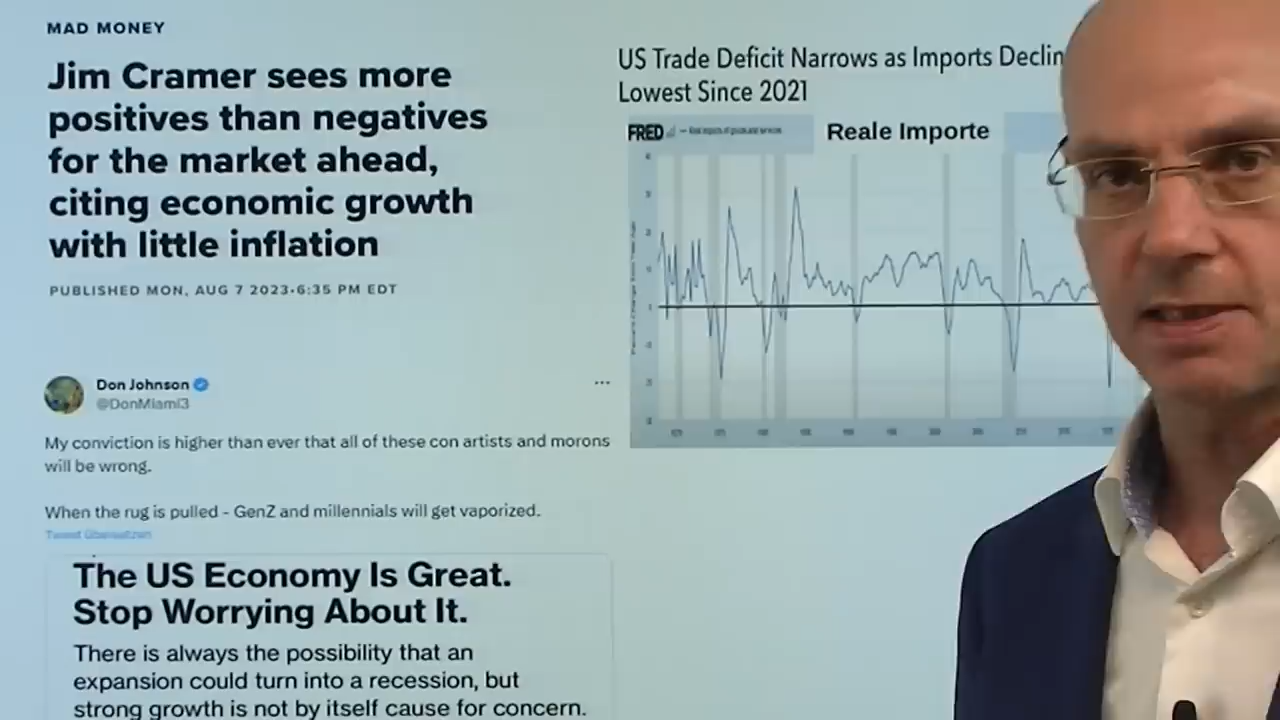 MAD MONEY
Jim Cramer sees more
positives than negatives
for the market ahead,
citing economic growth
with little inflation
PUBLISHED MON, AUG 7 2023•6:35 PM EDT
Don Johnson
@DonMiami3
...
My conviction is higher than ever that all of these con artists and morons
will be wrong.
When the rug is pulled - GenZ and millennials will get vaporized.
Tweet übersetzen
The US Economy Is Great.
Stop Worrying About It.
There is always the possibility that an
expansion could turn into a recession, but
strong growth is not by itself cause for concern.
US Trade Deficit Narrows as Imports Declin
Lowest Since 2021
FRED
Reale Importe